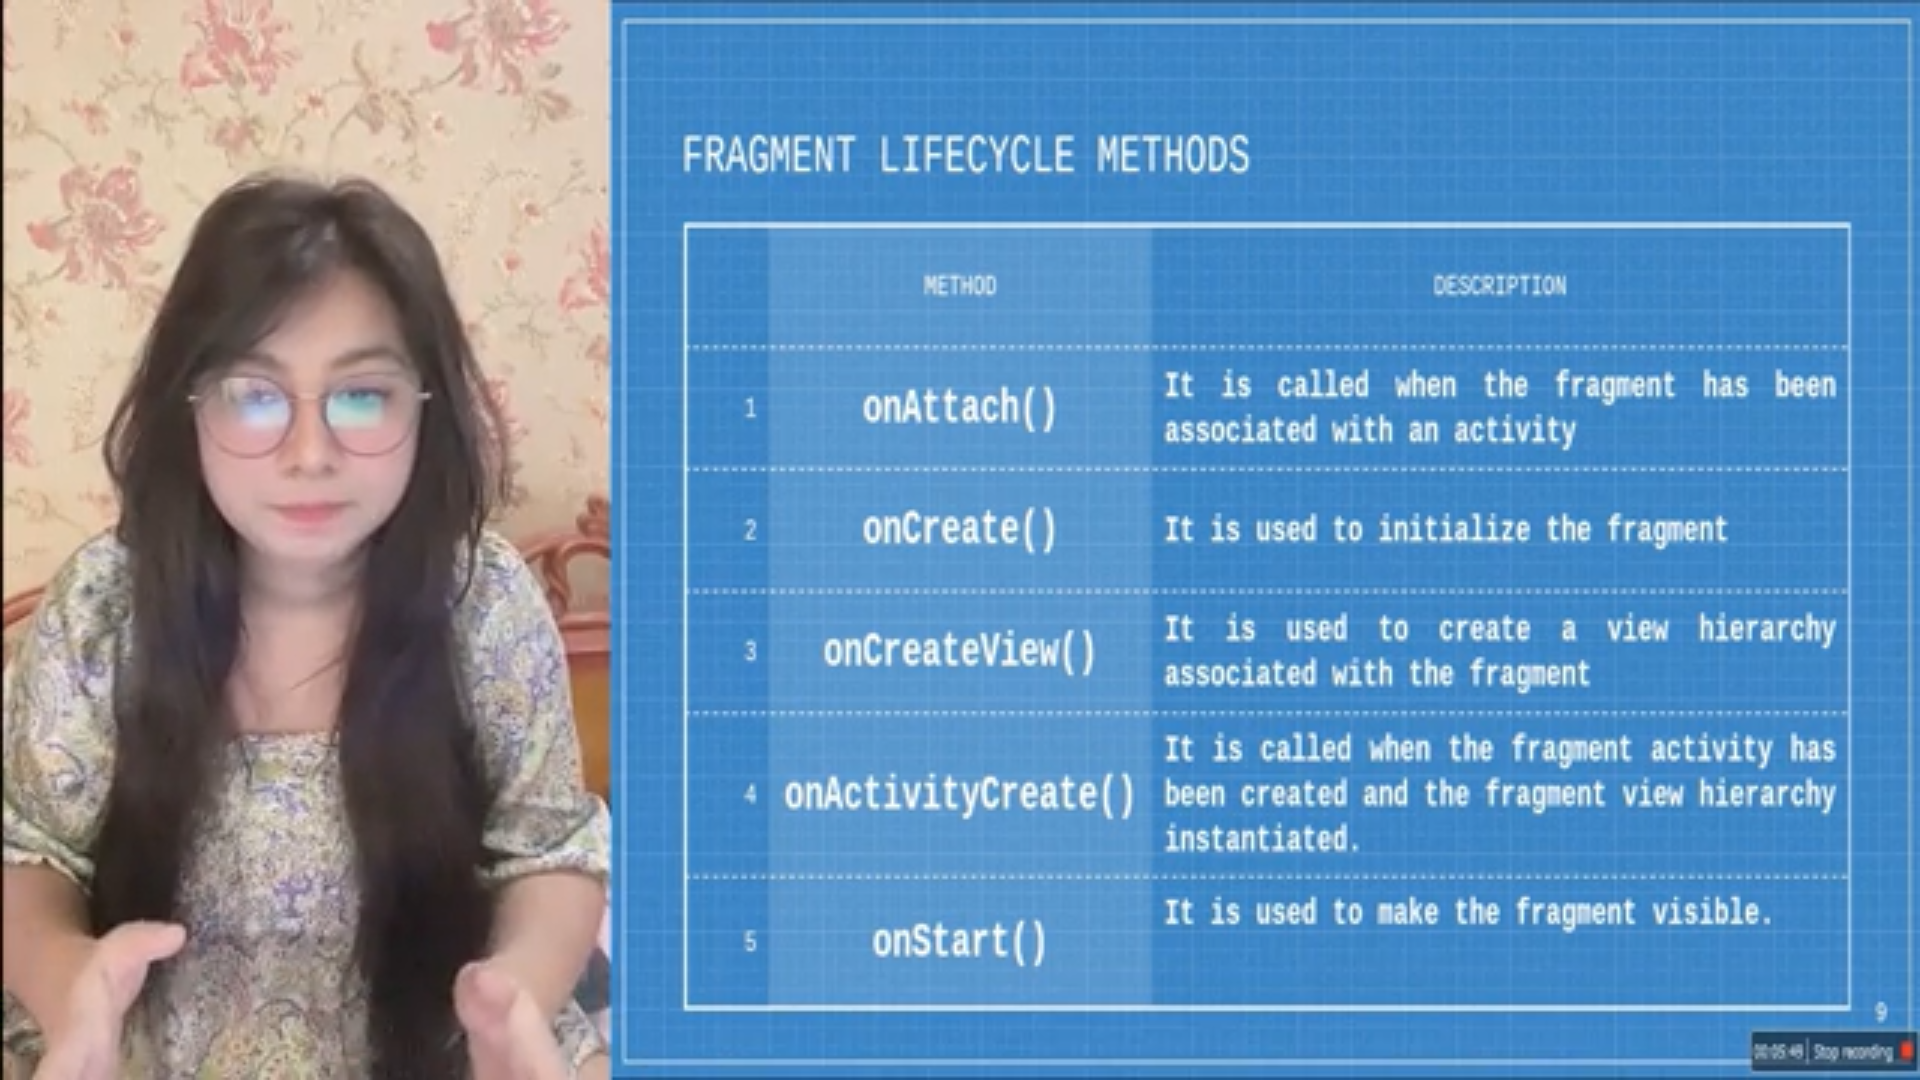 FRAGMENT LIFECYCLE METHODS
METHOD DESCRIPTION
1 onAttach() It is called when the fragment has been
associated with an activity
2 onCreate() It is used to initialize the fragment
3 onCreateView() It is used to create a view hierarchy
associated with the fragment
4 onActivityCreate() It is called when the fragment activity has
been created and the fragment view hierarchy
instantiated.
5 onStart() It is used to make the fragment visible.
9
00:05:49 Stop recording